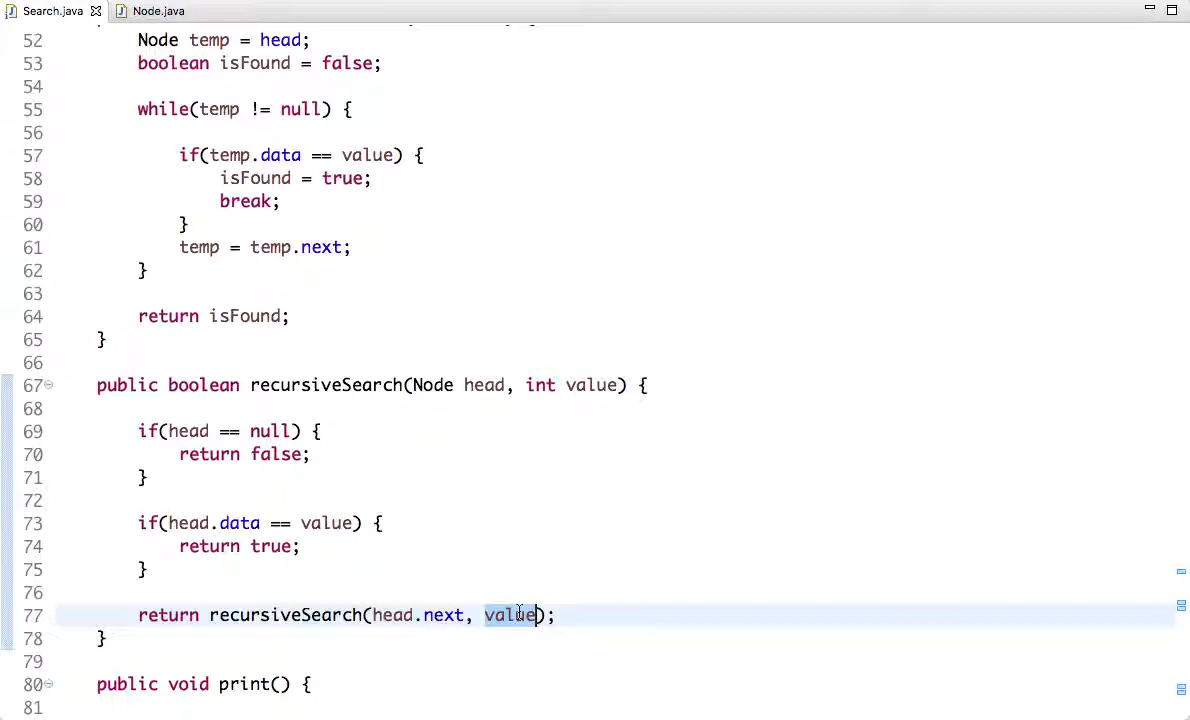 Search.java Node.java
52 Node temp = head;
53 boolean isFound = false;
54
55 while(temp != null) {
56
57 if(temp.data == value) {
58 isFound = true;
59 break;
60 }
61 temp = temp.next;
62 }
63
64 return isFound;
65 }
66
67 public boolean recursiveSearch(Node head, int value) {
68
69 if(head == null) {
70 return false;
71 }
72
73 if(head.data == value) {
74 return true;
75 }
76
77 return recursiveSearch(head.next, value);
78 }
79
80 public void print() {
81